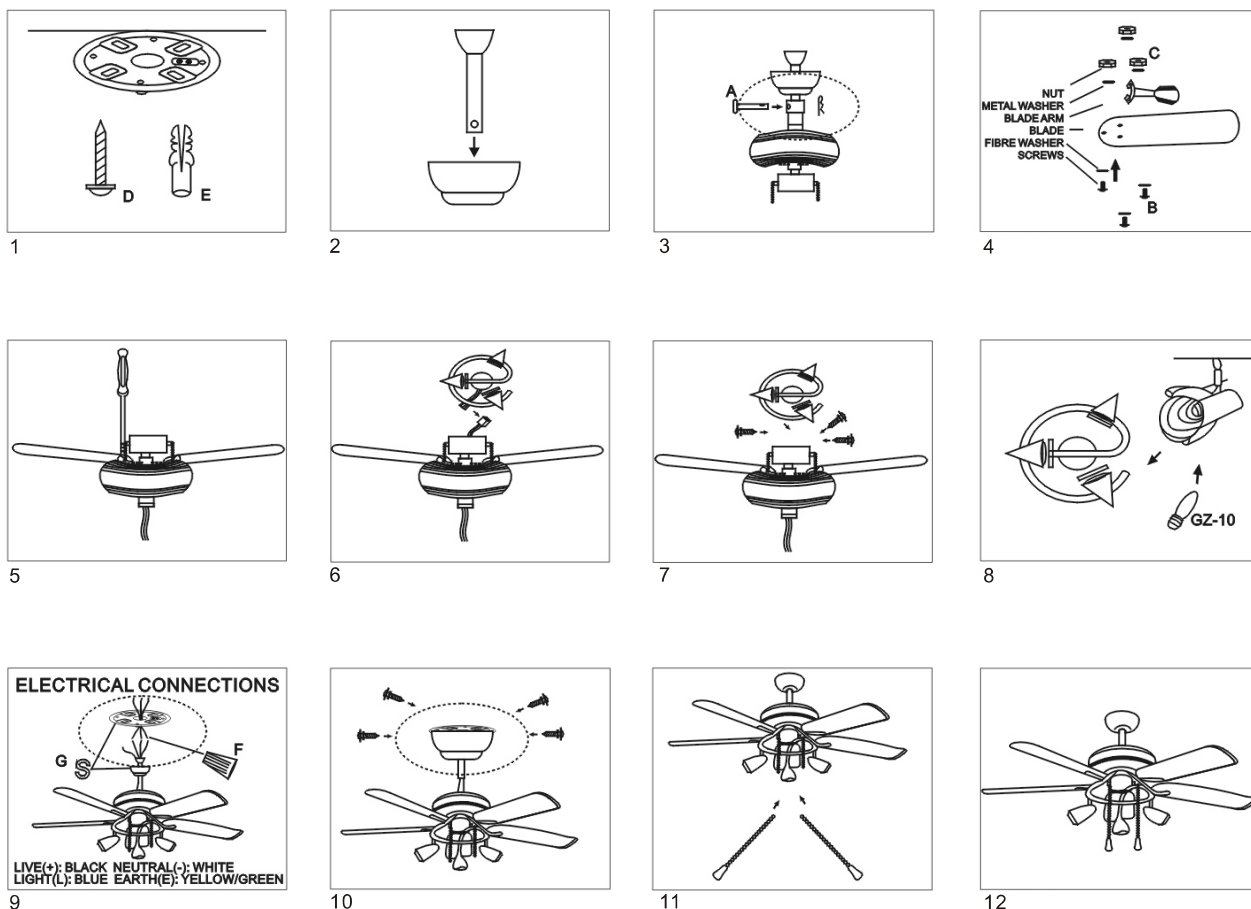 D
E
1
2
A
3
C
NUT
METAL WASHER
BLADE ARM
BLADE
FIBRE WASHER
SCREWS
B
4
5
6
7
GZ-10
8
ELECTRICAL CONNECTIONS
F
G
LIVE(+): BLACK NEUTRAL(-): WHITE
LIGHT(L): BLUE EARTH(E): YELLOW/GREEN
9
10
11
12